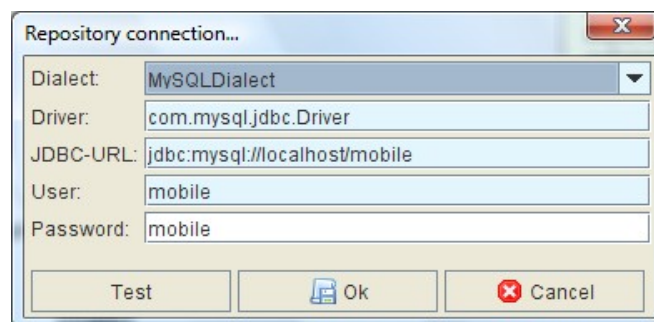 Repository connection...
Dialect: MySQLDialect
Driver: com.mysql.jdbc.Driver
JDBC-URL: jdbc:mysql://localhost/mobile
User: mobile
Password: mobile
Test Ok Cancel